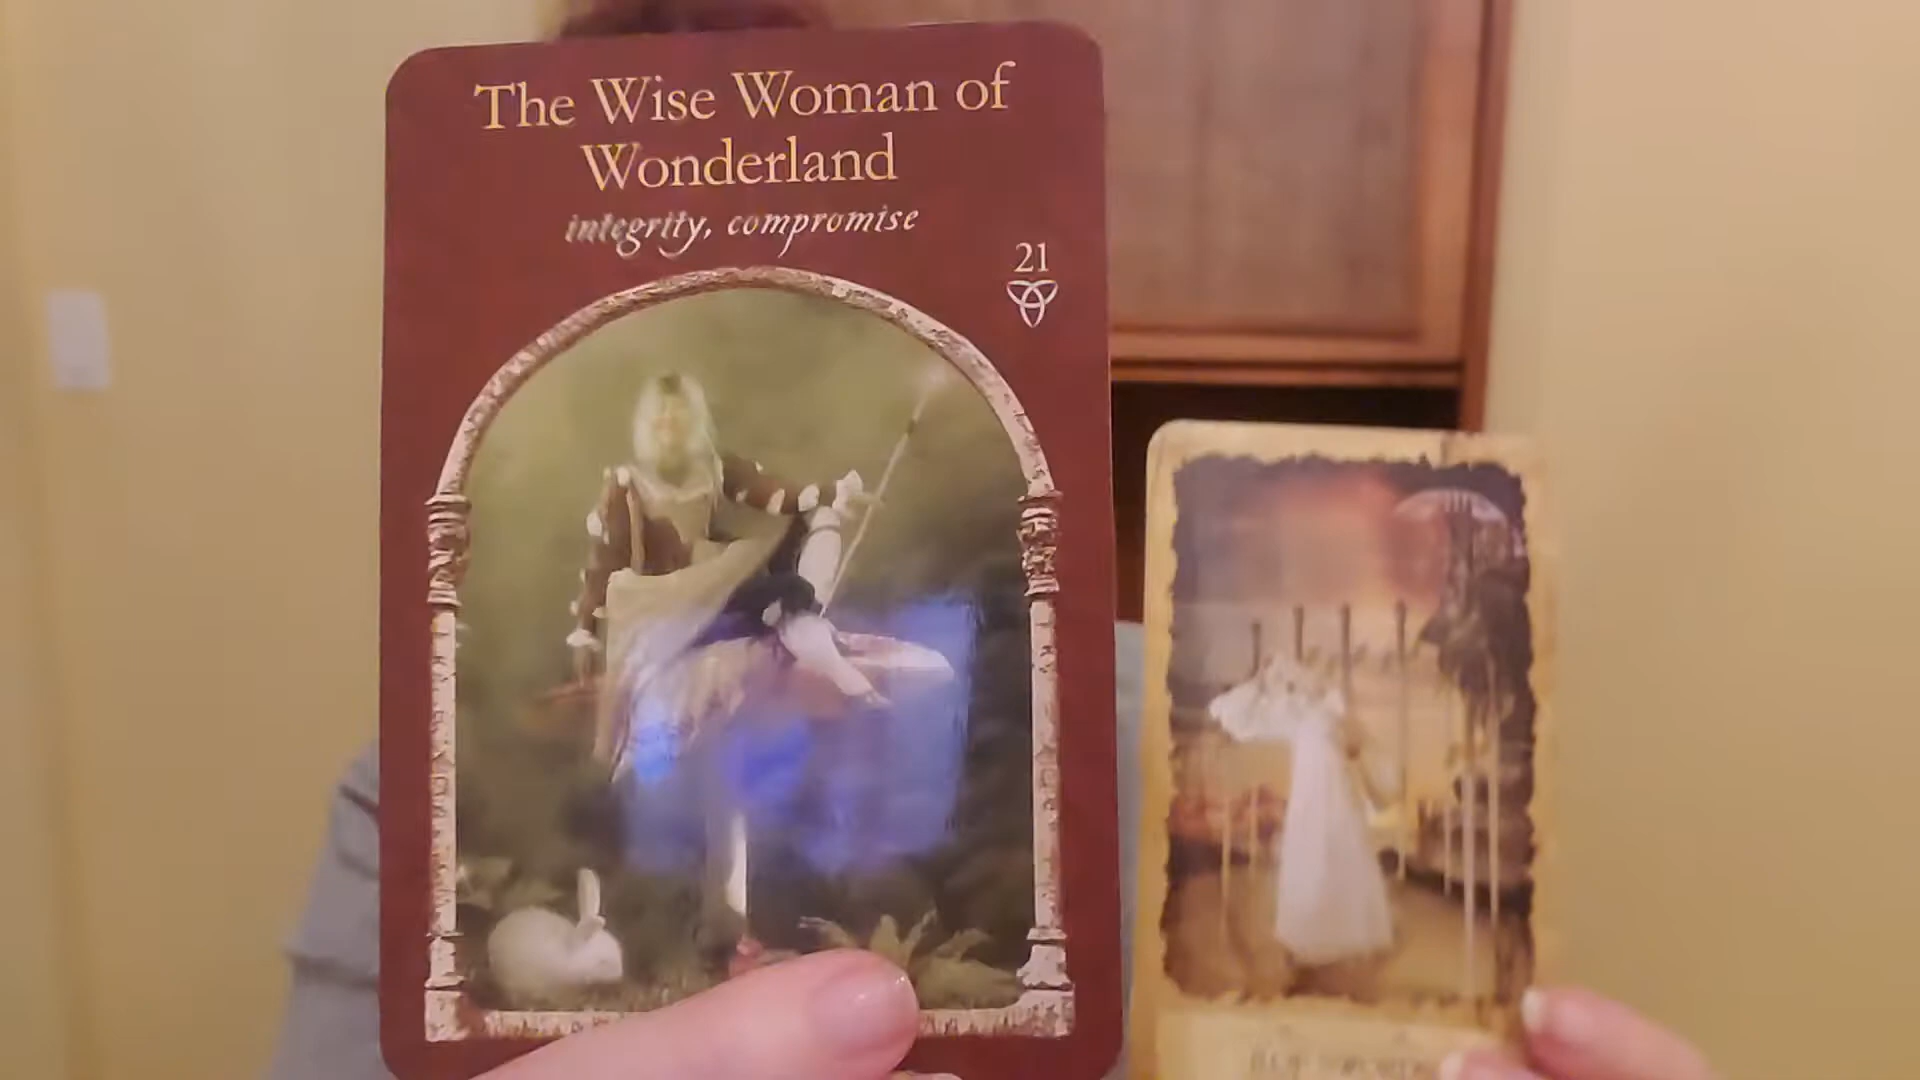 The Wise Woman of
Wonderland
integrity, compromise
21